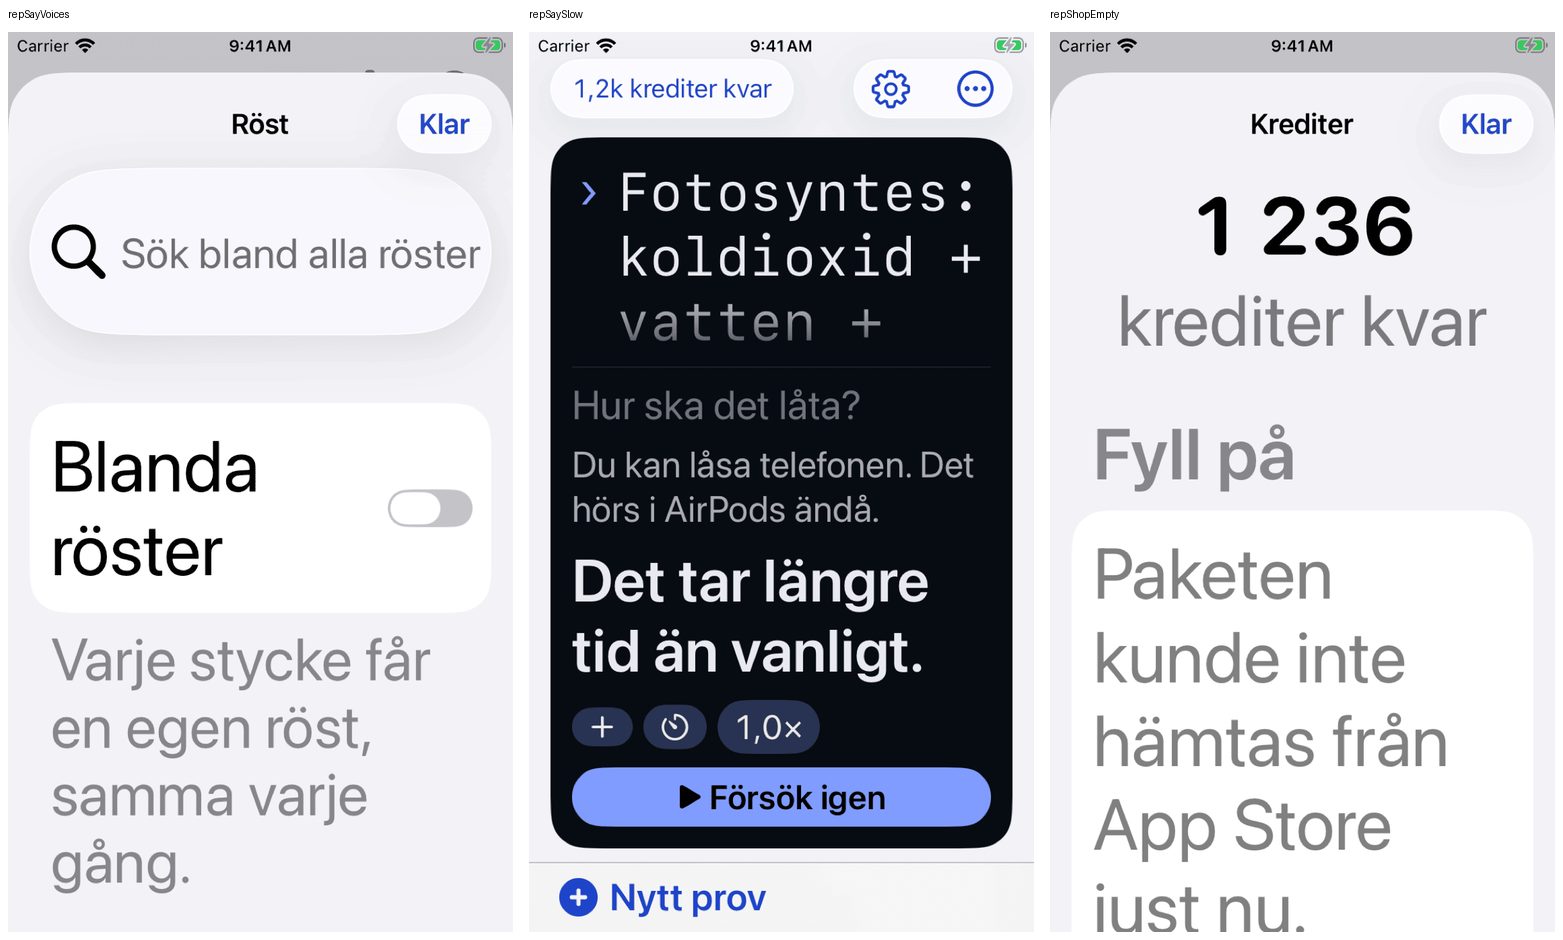 repSayVoices
Carrier 9:41 AM
Röst
Klar
Sök bland alla röster
Blanda
röster
Varje stycke får
en egen röst,
samma varje
gång.
repSaySlow
Carrier 9:41 AM
1,2k krediter kvar
› Fotosyntes:
koldioxid +
vatten +
Hur ska det låta?
Du kan låsa telefonen. Det
hörs i AirPods ändå.
Det tar längre
tid än vanligt.
1,0×
Försök igen
Nytt prov
repShopEmpty
Carrier 9:41 AM
Krediter
Klar
1 236
krediter kvar
Fyll på
Paketen
kunde inte
hämtas från
App Store
just nu.